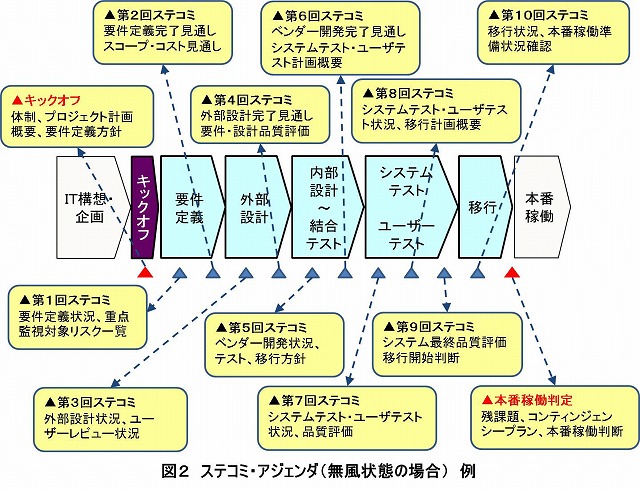 ▲第2回ステコミ
要件定義完了見通し
スコープ・コスト見通し
▲第6回ステコミ
ベンダー開発完了見通し
システムテスト・ユーザテ
スト計画概要
▲第10回ステコミ
移行状況、本番稼働準
備状況確認
▲キックオフ
体制、プロジェクト計画
概要、要件定義方針
▲第4回ステコミ
外部設計完了見通し
要件・設計品質評価
▲第8回ステコミ
システムテスト・ユーザテス
ト状況、移行計画概要
IT構想・
企画
キックオフ
要件
定義
外部
設計
内部
設計
～
結合
テスト
システム
テスト
ユーザー
テスト
移行
本番
稼働
▲第1回ステコミ
要件定義状況、重点
監視対象リスク一覧
▲第5回ステコミ
ベンダー開発状況、
テスト、移行方針
▲第9回ステコミ
システム最終品質評価
移行開始判断
▲第3回ステコミ
外部設計状況、ユー
ザーレビュー状況
▲第7回ステコミ
システムテスト・ユーザテスト
状況、品質評価
▲本番稼働判定
残課題、コンティンジェン
シープラン、本番稼働判断
図2 ステコミ・アジェンダ（無風状態の場合） 例